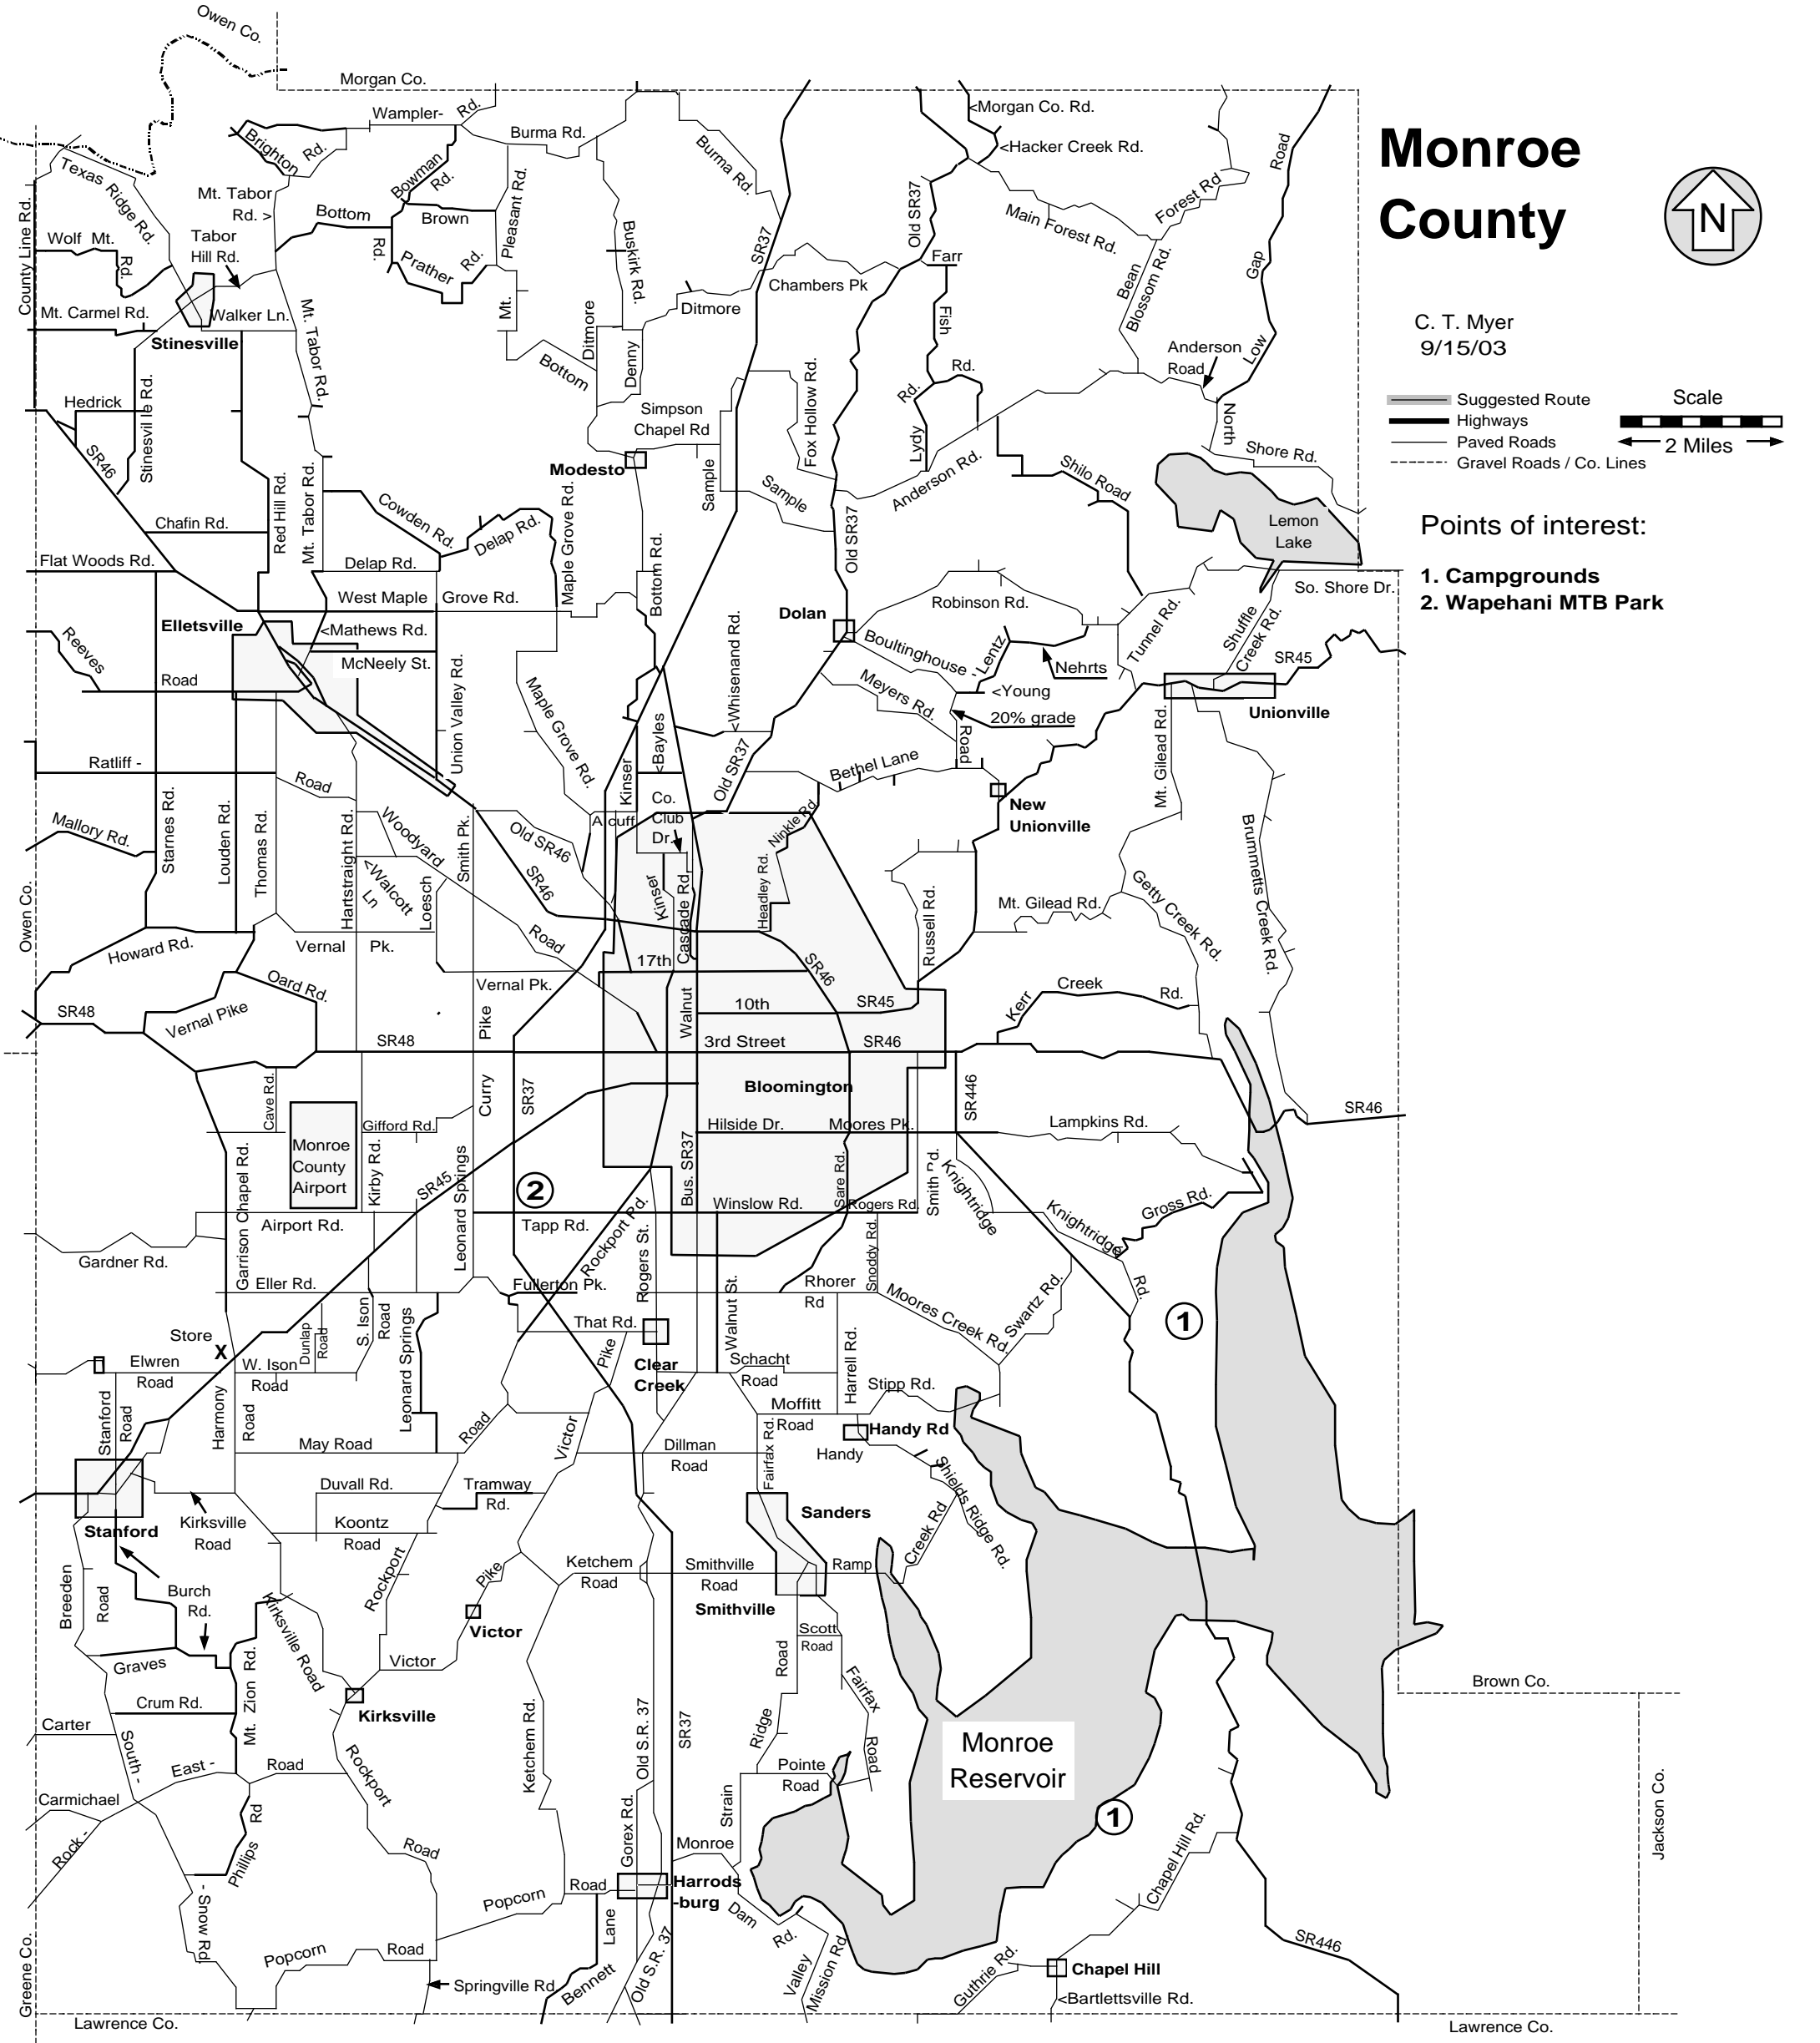 Owen Co.
Morgan Co.
Monroe
County
N
C. T. Myer
9/15/03
Suggested Route
Highways
Paved Roads
Gravel Roads / Co. Lines
Scale
2 Miles
Points of interest:
1. Campgrounds
2. Wapehani MTB Park
Wampler-
Rd.
Burma Rd.
Burma Rd.
<Morgan Co. Rd.
<Hacker Creek Rd.
Brighton
Rd.
Texas Ridge Rd.
Mt. Tabor
Rd. >
Bowman
Rd.
Bottom
Rd.
Brown
Pleasant Rd.
Mt.
Prather
Rd.
Buskirk Rd.
SR37
Old SR37
Main Forest Rd.
Forest Rd
Road
Gap
Low
County Line Rd.
Wolf Mt.
Rd.
Tabor
Hill Rd.
Farr
Chambers Pk
Bean
Blossom Rd.
Mt. Carmel Rd.
Walker Ln.
Stinesville
Mt. Tabor Rd.
Ditmore
Ditmore
Denny
Fish
Rd.
Rd.
Lydy
Anderson
Road
North
Shore Rd.
Bottom
Hedrick
Stinesville Rd.
Simpson
Chapel Rd
Fox Hollow Rd.
SR46
Modesto
Sample
Sample
Anderson Rd.
Shilo Road
Red Hill Rd.
Mt. Tabor Rd.
Cowden Rd.
Delap Rd.
Maple Grove Rd.
Lemon
Lake
Chafin Rd.
Old SR37
Flat Woods Rd.
Delap Rd.
Bottom Rd.
So. Shore Dr.
West Maple
Grove Rd.
Robinson Rd.
Dolan
Elletsville
<Mathews Rd.
McNeely St.
Reeves
Road
Boultinghouse -
Lentz
Nehrts
Tunnel Rd.
Shuffle
Creek Rd.
SR45
<Whisenand Rd.
Meyers Rd.
<Young
20% grade
Road
Unionville
Union Valley Rd.
Maple Grove Rd.
<Bayles
Kinser
Old SR37
Bethel Lane
Mt. Gilead Rd.
Ratliff -
Road
Co.
Club
Dr.
New
Unionville
Mallory Rd.
Starnes Rd.
Louden Rd.
Thomas Rd.
Hartstraight Rd.
Woodyard
Road
Smith Pk.
Old SR46
Acuff
Ninkle Rd
Brummetts Creek Rd.
<Walcott
Ln
Loesch
SR46
Kinser
Cascade Rd.
Headley Rd.
Russell Rd.
Mt. Gilead Rd.
Getty Creek Rd.
Owen Co.
Howard Rd.
Vernal
Pk.
17th
SR46
Vernal Pk.
Oard Rd.
SR48
Vernal Pike
Walnut
10th
SR45
Kerr
Creek
Rd.
SR48
Pike
3rd Street
SR46
Curry
SR37
Bloomington
SR446
SR46
Cave Rd.
Gifford Rd.
Hilside Dr.
Moores Pk.
Lampkins Rd.
Monroe
County
Airport
Kirby Rd.
SR45
Leonard Springs
2
Bus. SR37
Sare Rd.
Smith Rd.
Knightridge
Garrison Chapel Rd.
Winslow Rd.
Rogers Rd.
Knightridge
Rd.
Gross Rd.
Airport Rd.
Tapp Rd.
Rockport Rd.
Rogers St.
Snoddy Rd.
Gardner Rd.
Eller Rd.
Fullerton Pk.
Walnut St.
Rhorer
Rd
Moores Creek Rd.
Swartz Rd.
1
Store
X
Dunlap
Road
S. Ison
Road
Leonard Springs
That Rd.
Pike
Clear
Creek
Schacht
Road
Harrell Rd.
Elwren
Road
W. Ison
Road
Stipp Rd.
Moffitt
Road
Handy Rd
Handy
Stanford
Road
Harmony
Road
May Road
Road
Victor
Dillman
Road
Fairfax Rd.
Shields Ridge Rd.
Duvall Rd.
Tramway
Rd.
Sanders
Stanford
Kirksville
Road
Koontz
Road
Creek Rd
Breeden
Road
Burch
Rd.
Rockport
Pike
Ketchem
Road
Smithville
Road
Ramp
Smithville
Victor
Kirksville Road
Scott
Road
Graves
Mt. Zion Rd.
Victor
Road
Ridge
Fairfax
Road
Crum Rd.
Kirksville
Brown Co.
Carter
South -
East -
Road
Rockport
Road
Ketchem Rd.
Old S.R. 37
SR37
Monroe
Reservoir
Pointe
Road
Carmichael
Rock -
Phillips
Rd
Gorex Rd.
Strain
1
Chapel Hill Rd.
Jackson Co.
Monroe
Dam
Rd.
Harrods
-burg
Popcorn
Road
- Snow Rd.
Lane
Bennett
Old S.R. 37
SR446
Popcorn
Road
Valley
Mission Rd.
Springville Rd.
Guthrie Rd.
Chapel Hill
<Bartlettsville Rd.
Greene Co.
Lawrence Co.
Lawrence Co.